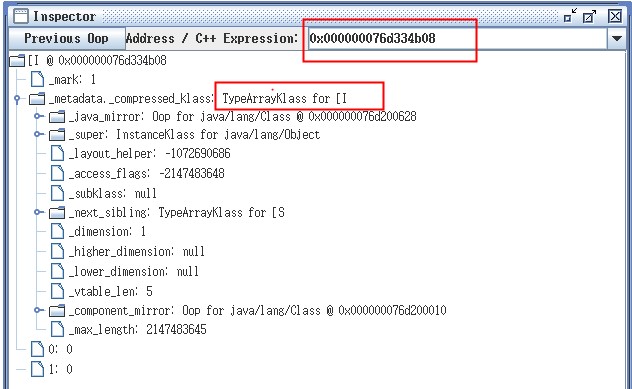 Inspector
Previous Oop Address / C++ Expression: 0x000000076d334b08
[I @ 0x000000076d334b08
_mark: 1
_metadata._compressed_klass: TypeArrayKlass for [I
_java_mirror: Oop for java/lang/Class @ 0x000000076d200628
_super: InstanceKlass for java/lang/Object
_layout_helper: -1072690686
_access_flags: -2147483648
_subklass: null
_next_sibling: TypeArrayKlass for [S
_dimension: 1
_higher_dimension: null
_lower_dimension: null
_vtable_len: 5
_component_mirror: Oop for java/lang/Class @ 0x000000076d200010
_max_length: 2147483645
0: 0
1: 0